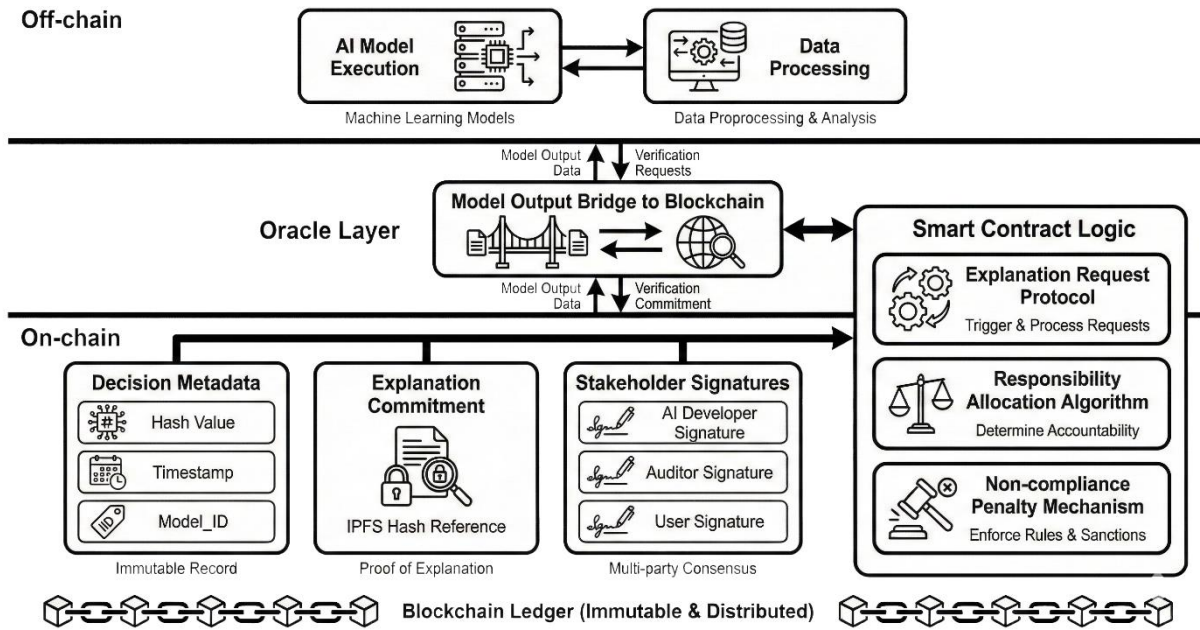 Off-chain
AI Model
Execution
Data
Processing
Machine Learning Models
Data Proprocessing & Analysis
Model Output
Data
Verification
Requests
Oracle Layer
Model Output Bridge to Blockchain
Model Output
Data
Verification
Commitment
Smart Contract Logic
Explanation Request
Protocol
Trigger & Process Requests
Responsibility
Allocation Algorithm
Determine Accountability
Non-compliance
Penalty Mechanism
Enforce Rules & Sanctions
On-chain
Decision Metadata
#
Hash Value
Timestamp
Model_ID
Immutable Record
Explanation
Commitment
IPFS Hash Reference
Proof of Explanation
Stakeholder Signatures
AI Developer
Signature
Auditor Signature
User Signature
Multi-party Consensus
Blockchain Ledger (Immutable & Distributed)